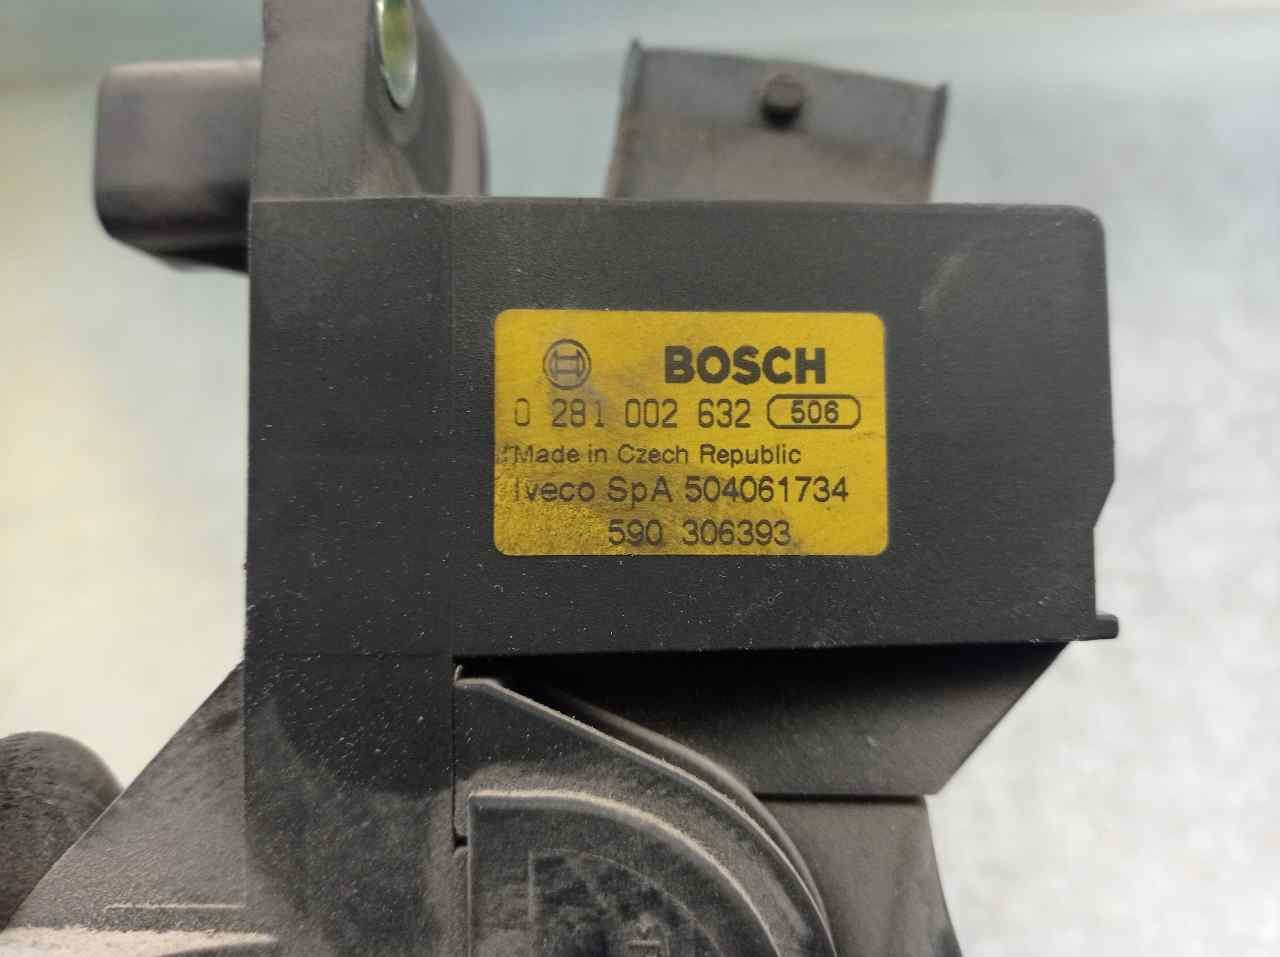 BOSCH
0 281 002 632 506
Made in Czech Republic
Iveco SpA 504061734
590 306393